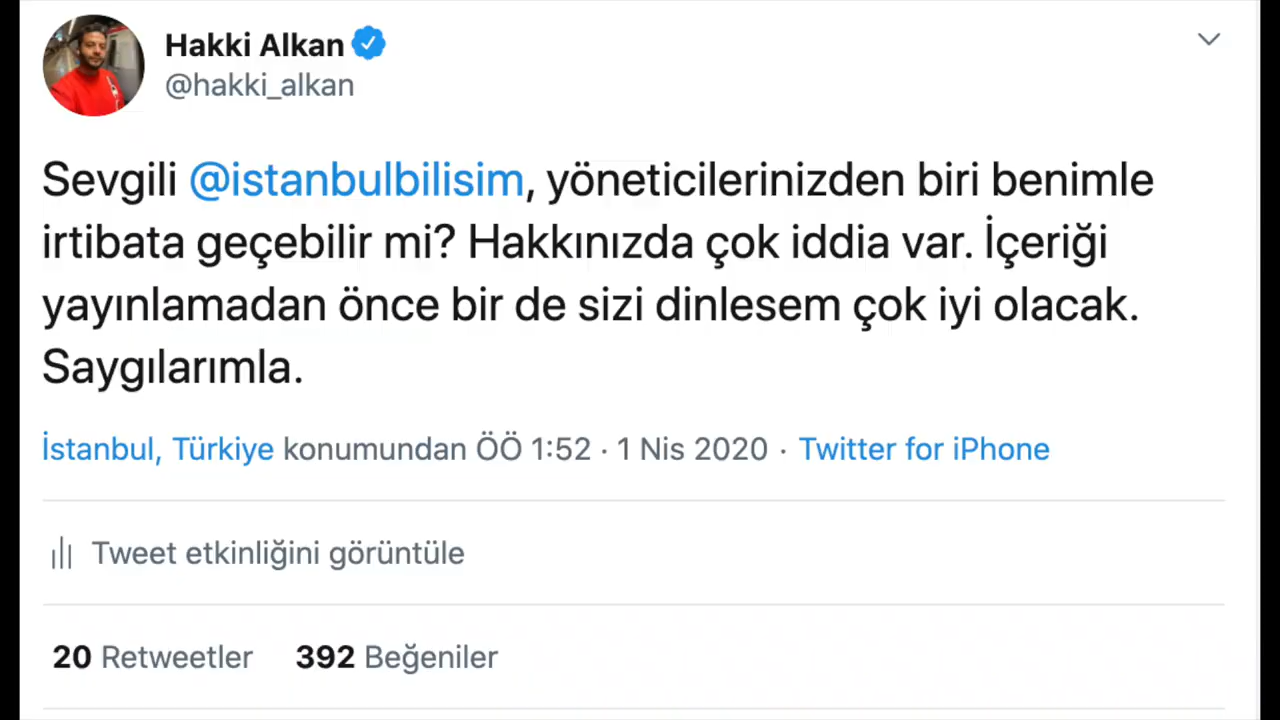 Hakki Alkan
@hakki_alkan
Sevgili @istanbulbilisim, yöneticilerinizden biri benimle
irtibata geçebilir mi? Hakkınızda çok iddia var. İçeriği
yayınlamadan önce bir de sizi dinlesem çok iyi olacak.
Saygılarımla.
İstanbul, Türkiye konumundan ÖÖ 1:52 · 1 Nis 2020 · Twitter for iPhone
Tweet etkinliğini görüntüle
20 Retweetler 392 Beğeniler